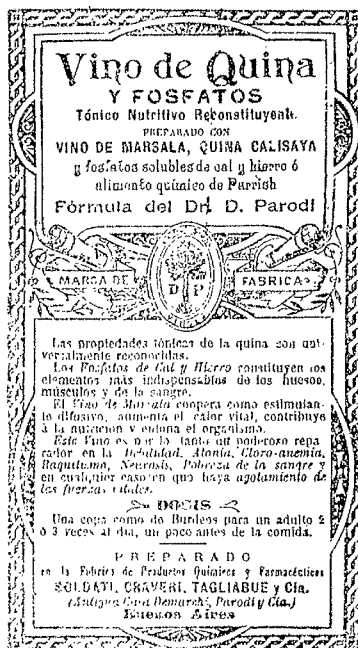 Vino de Quina
Y FOSFATOS
Tónico Nutritivo Reconstituyente.
PREPARADO CON
VINO DE MARSALA, QUINA CALISAYA
y fosfatos solubles de cal y hierro ó
alimento químico de Parrish
Fórmula del Dr. D. Parodi
MARCA DE FABRICA
D P
Las propiedades tónicas de la quina son uni-
versalmente reconocidas.
Los Fosfatos de Cal y Hierro constituyen los
elementos más indispensables de los huesos,
músculos y de la sangre.
El Vino de Marsala coopera como estimulan-
te difusivo, aumenta el calor vital, contribuye
á la nutrición y entona el organismo.
Este Vino es por lo tanto un poderoso repa
rador en la Debilidad, Atonía, Cloro-anemia,
Raquitismo, Neurosis, Pobreza de la sangre y
en cualquier caso en que haya agotamiento de
las fuerzas vitales.
DOSIS
Una copa como de Burdeos para un adulto 2
ó 3 veces al día, un poco antes de la comida.
PREPARADO
en la Fábrica de Productos Químicos y Farmacéuticos
SOLDATI, CRAVERI, TAGLIABUE y Cía.
(Antigua Casa Demarchi, Parodi y Cía.)
Buenos Aires